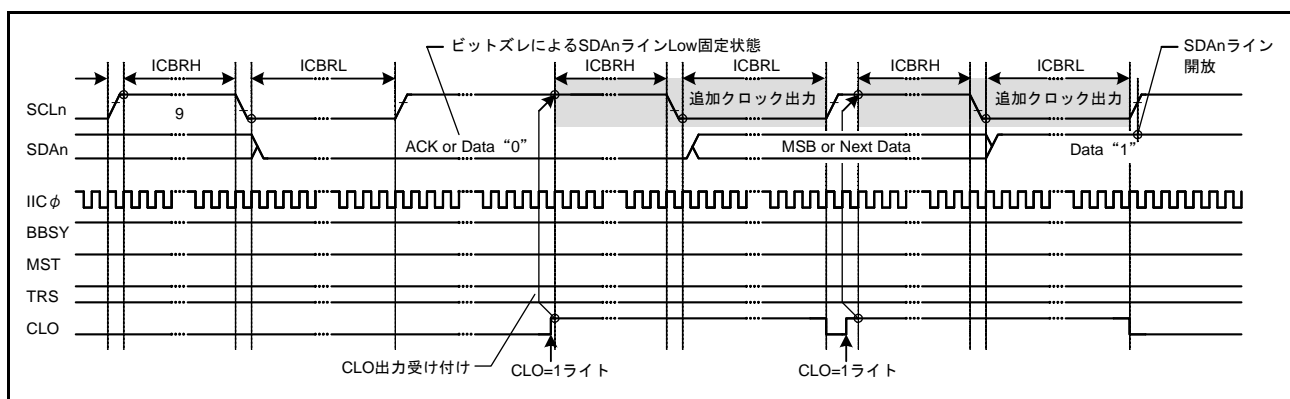 ビットズレによるSDAnラインLow固定状態
SDAnライン
開放
ICBRH
ICBRL
ICBRH
ICBRL
ICBRH
ICBRL
SCLn
9
追加クロック出力
追加クロック出力
SDAn
ACK or Data “0”
MSB or Next Data
Data “1”
IICφ
BBSY
MST
TRS
CLO
CLO出力受け付け
CLO=1ライト
CLO=1ライト